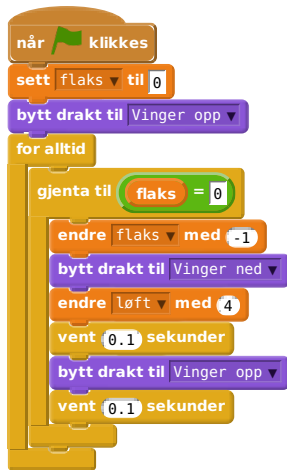 når klikkes
sett flaks ▾ til 0
bytt drakt til Vinger opp ▾
for alltid
gjenta til flaks = 0
endre flaks ▾ med -1
bytt drakt til Vinger ned ▾
endre løft ▾ med 4
vent 0.1 sekunder
bytt drakt til Vinger opp ▾
vent 0.1 sekunder